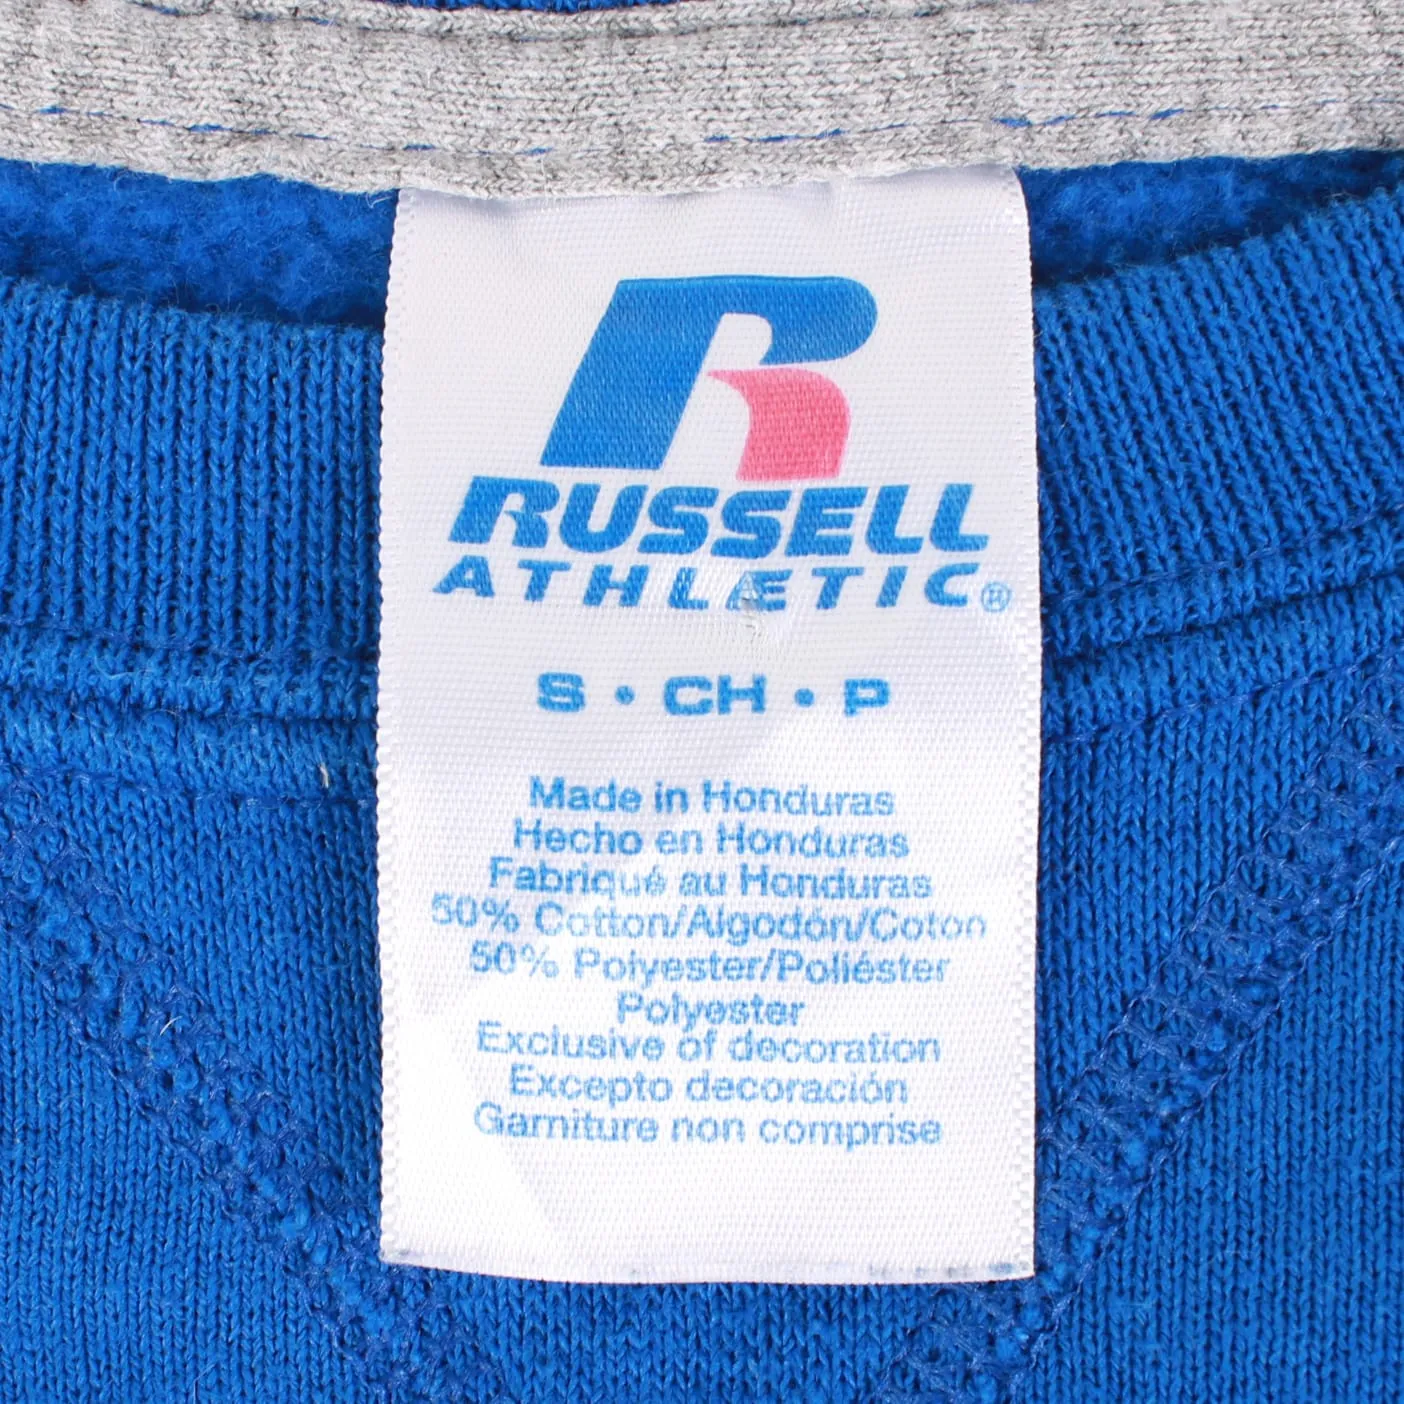 R
RUSSELL
ATHLETIC®
S • CH • P
Made in Honduras
Hecho en Honduras
Fabriqué au Honduras
50% Cotton/Algodón/Coton
50% Polyester/Poliéster
Polyester
Exclusive of decoration
Excepto decoración
Garniture non comprise